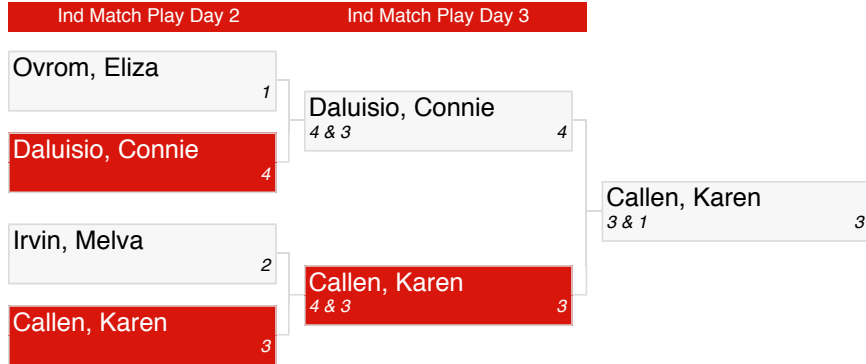 Ind Match Play Day 2
Ind Match Play Day 3
Ovrom, Eliza
1
Daluisio, Connie
4
Irvin, Melva
2
Callen, Karen
3
Daluisio, Connie
4 & 3 4
Callen, Karen
4 & 3 3
Callen, Karen
3 & 1 3